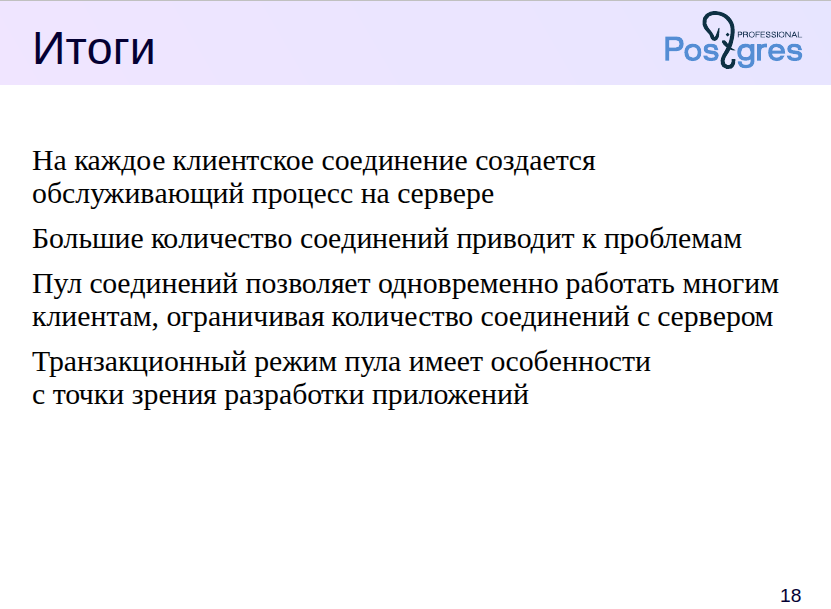 Итоги
PROFESSIONAL
Postgres
На каждое клиентское соединение создается
обслуживающий процесс на сервере
Большие количество соединений приводит к проблемам
Пул соединений позволяет одновременно работать многим
клиентам, ограничивая количество соединений с сервером
Транзакционный режим пула имеет особенности
с точки зрения разработки приложений
18